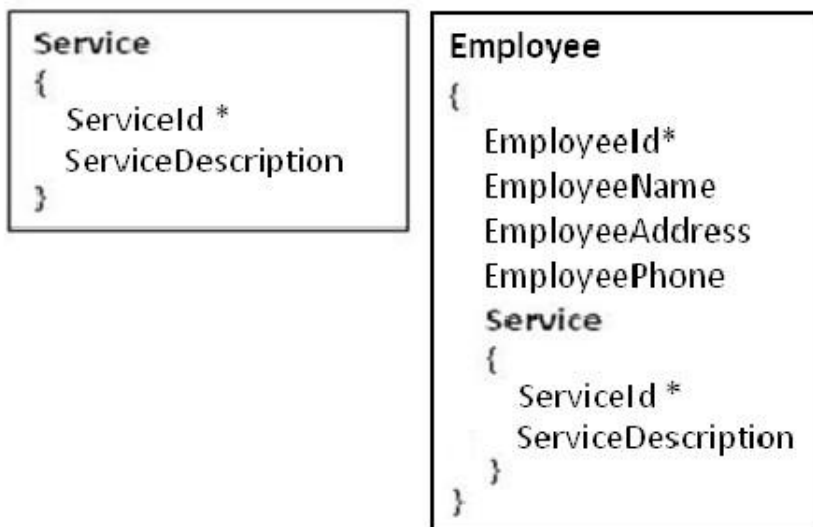 Service
{
ServiceId *
ServiceDescription
}
Employee
{
EmployeeId*
EmployeeName
EmployeeAddress
EmployeePhone
Service
{
ServiceId *
ServiceDescription
}
}